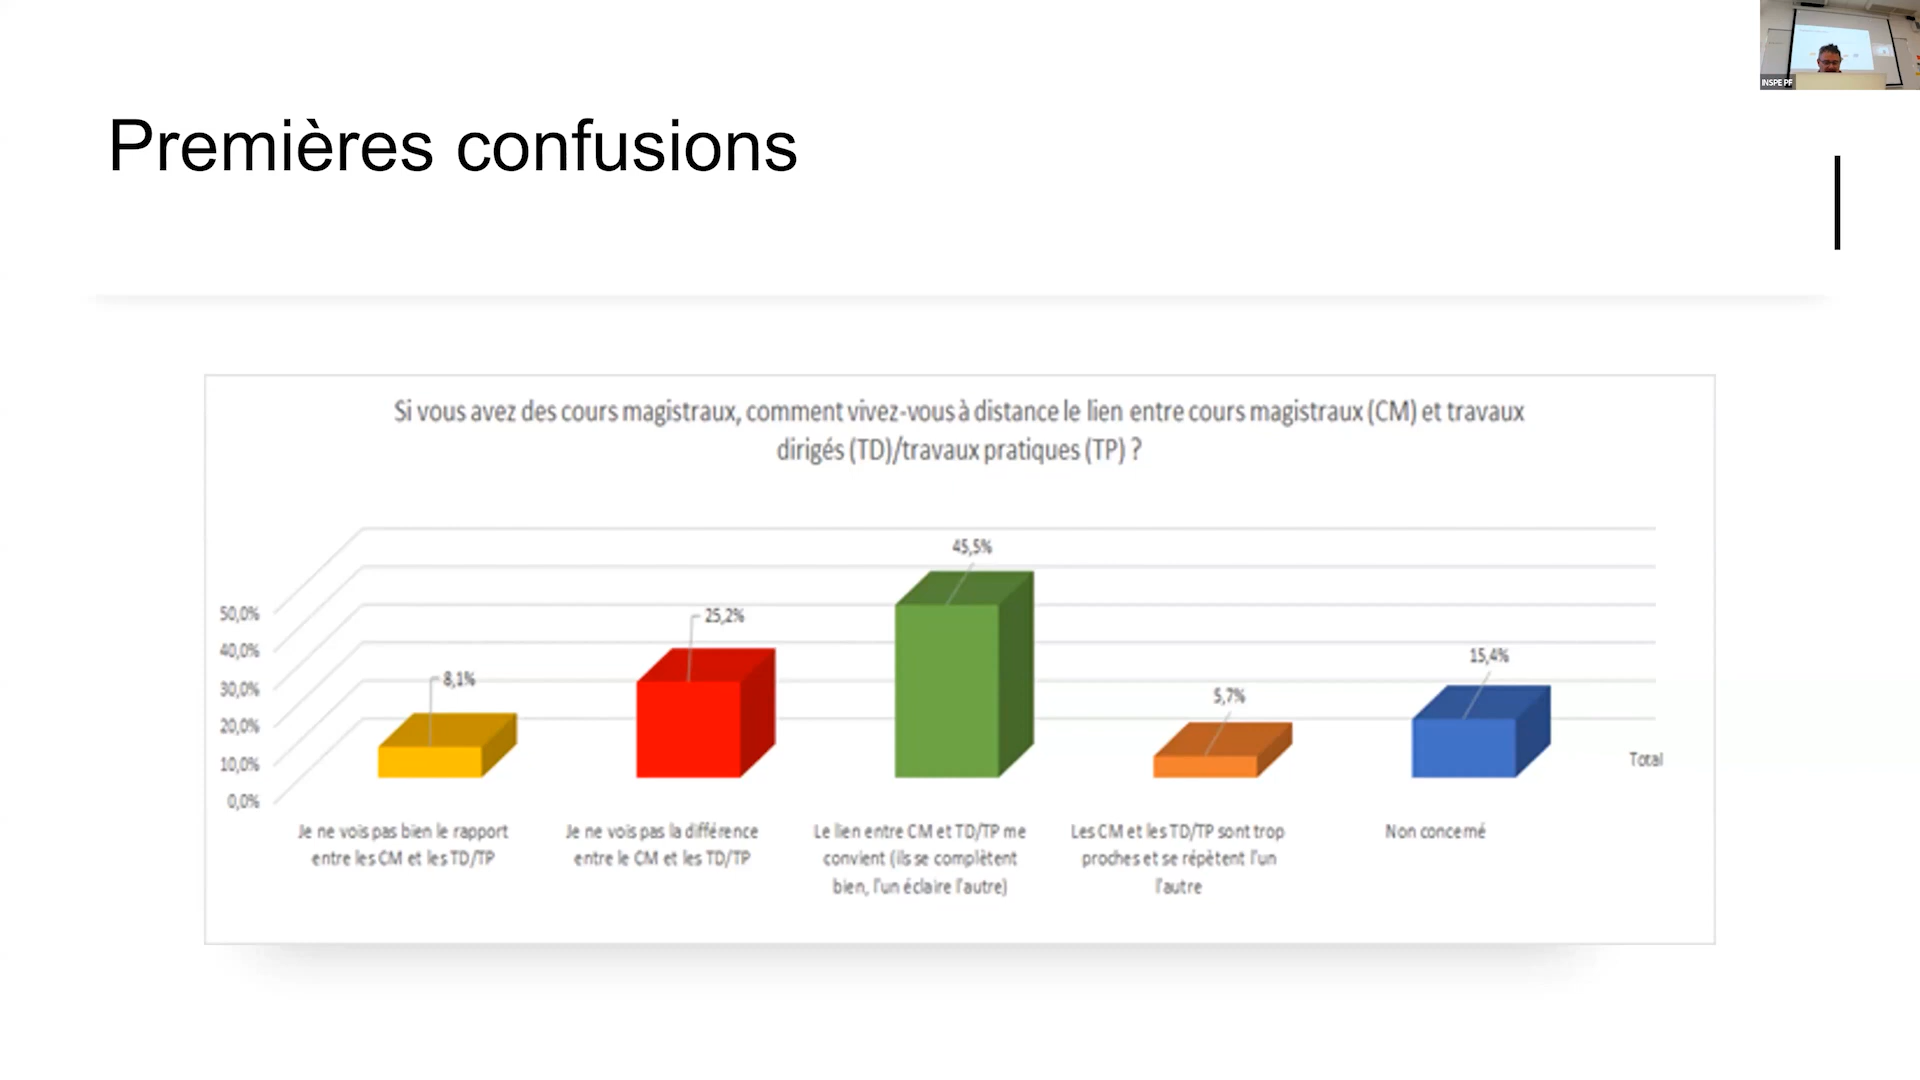 INSPE PF
Premières confusions
Si vous avez des cours magistraux, comment vivez-vous à distance le lien entre cours magistraux (CM) et travaux
dirigés (TD)/travaux pratiques (TP) ?
50,0%
40,0%
30,0%
20,0%
10,0%
0,0%
8,1%
25,2%
45,5%
5,7%
15,4%
Total
Je ne vois pas bien le rapport
entre les CM et les TD/TP
Je ne vois pas la différence
entre le CM et les TD/TP
Le lien entre CM et TD/TP me
convient (ils se complètent
bien, l'un éclaire l'autre)
Les CM et les TD/TP sont trop
proches et se répètent l'un
l'autre
Non concerné